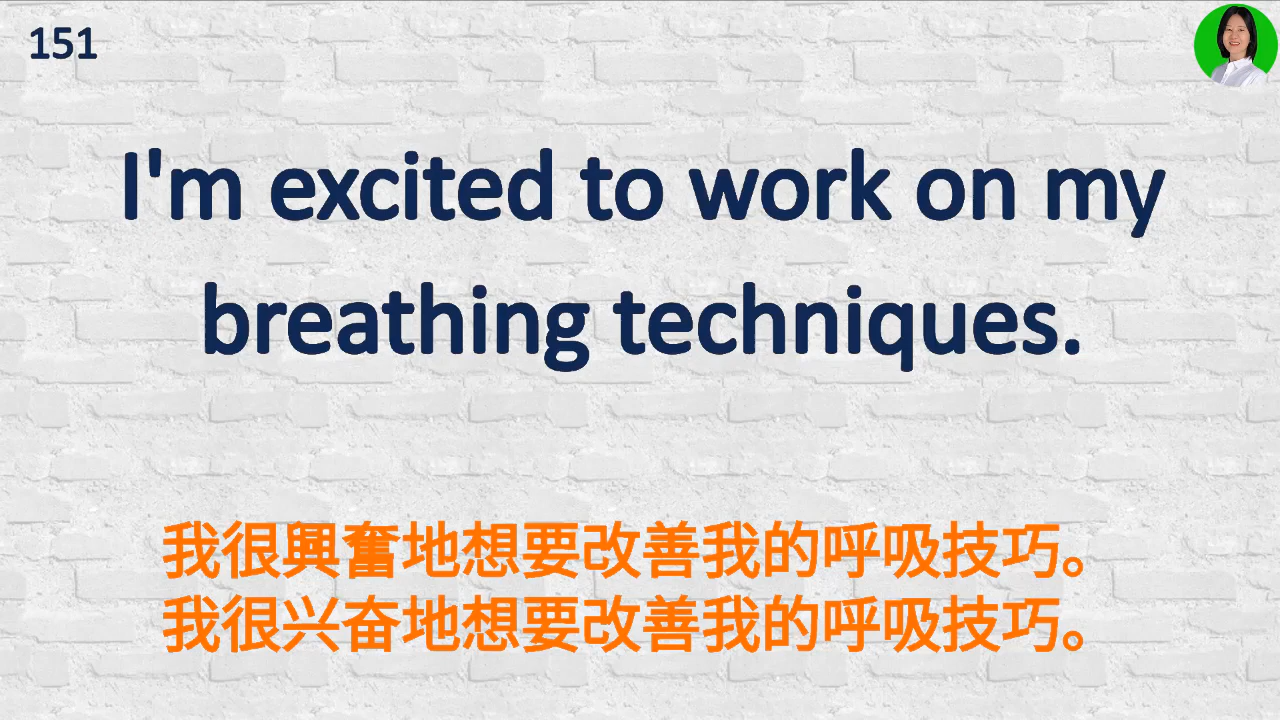 151
I'm excited to work on my
breathing techniques.
我很興奮地想要改善我的呼吸技巧。
我很兴奋地想要改善我的呼吸技巧。